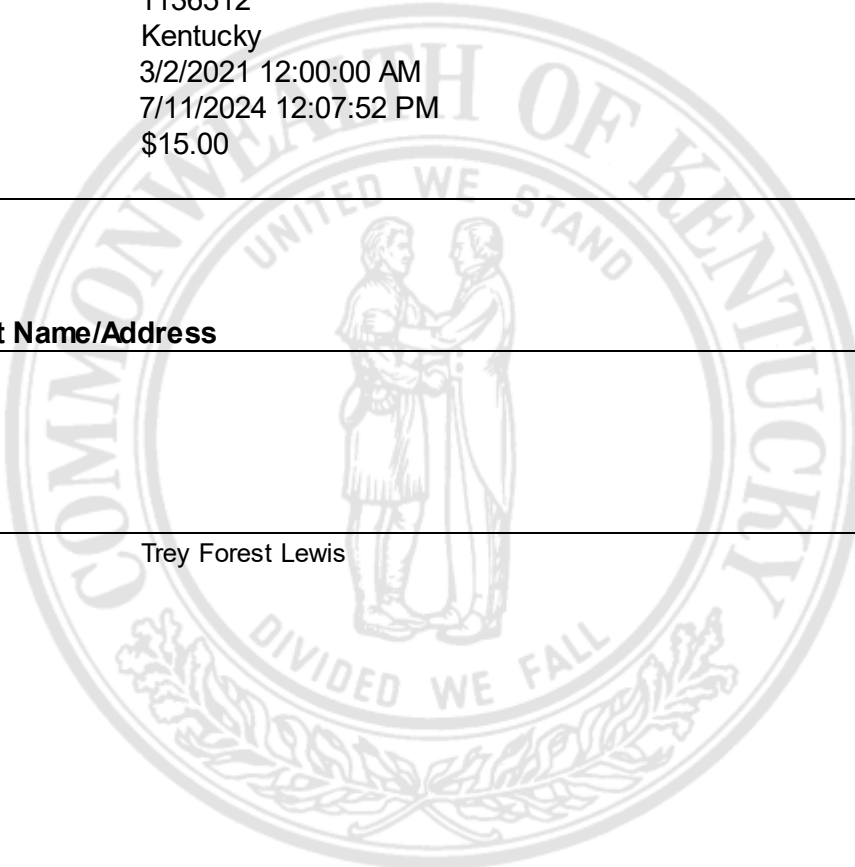 1136512
Kentucky
3/2/2021 12:00:00 AM
7/11/2024 12:07:52 PM
$15.00
COMMONWEALTH OF KENTUCKY
UNITED WE STAND
t Name/Address
Trey Forest Lewis
DIVIDED WE FALL